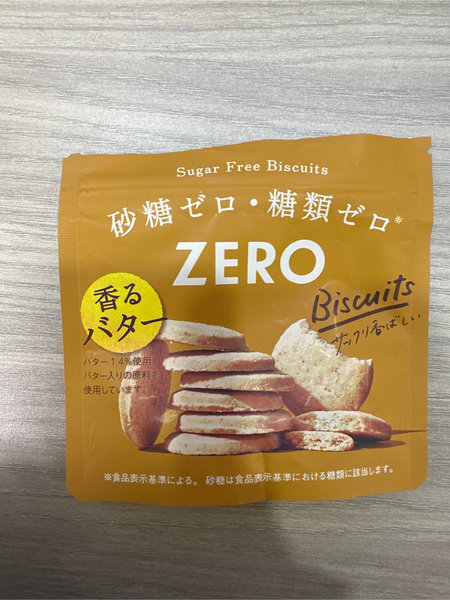 Sugar Free Biscuits
砂糖ゼロ・糖類ゼロ※
ZERO
香る
バター
バター1.4%使用
バター入りの原料を
使用しています。
Biscuits
サックリ香ばしい
※食品表示基準による。 砂糖は食品表示基準における糖類に該当します。